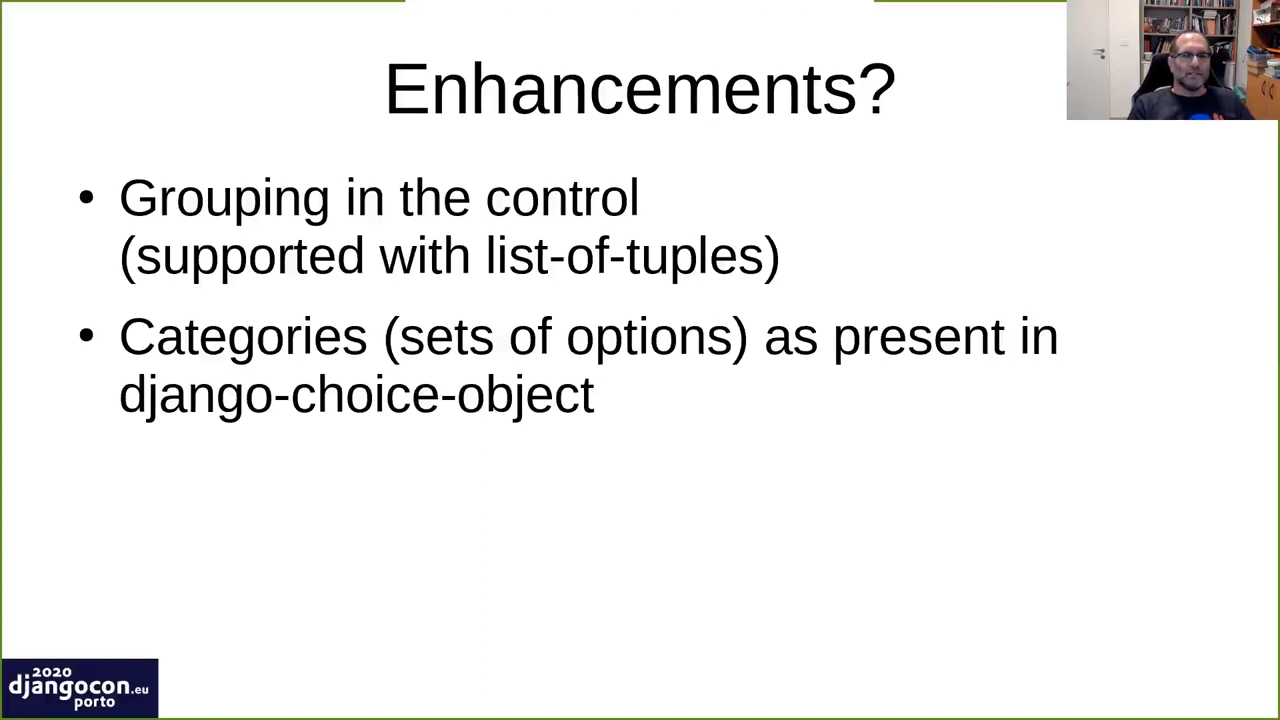 Enhancements?
• Grouping in the control
(supported with list-of-tuples)
• Categories (sets of options) as present in
django-choice-object
2020
djangocon.eu
porto